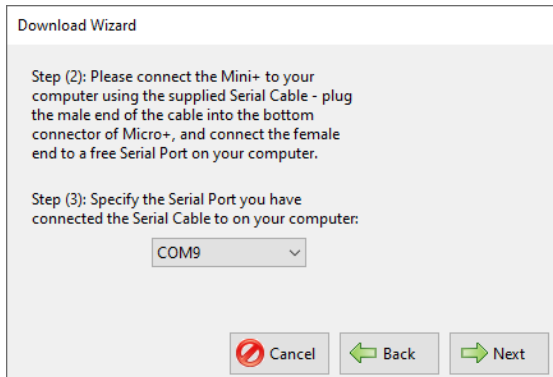 Download Wizard
Step (2): Please connect the Mini+ to your
computer using the supplied Serial Cable - plug
the male end of the cable into the bottom
connector of Micro+, and connect the female
end to a free Serial Port on your computer.
Step (3): Specify the Serial Port you have
connected the Serial Cable to on your computer:
COM9
Cancel Back Next